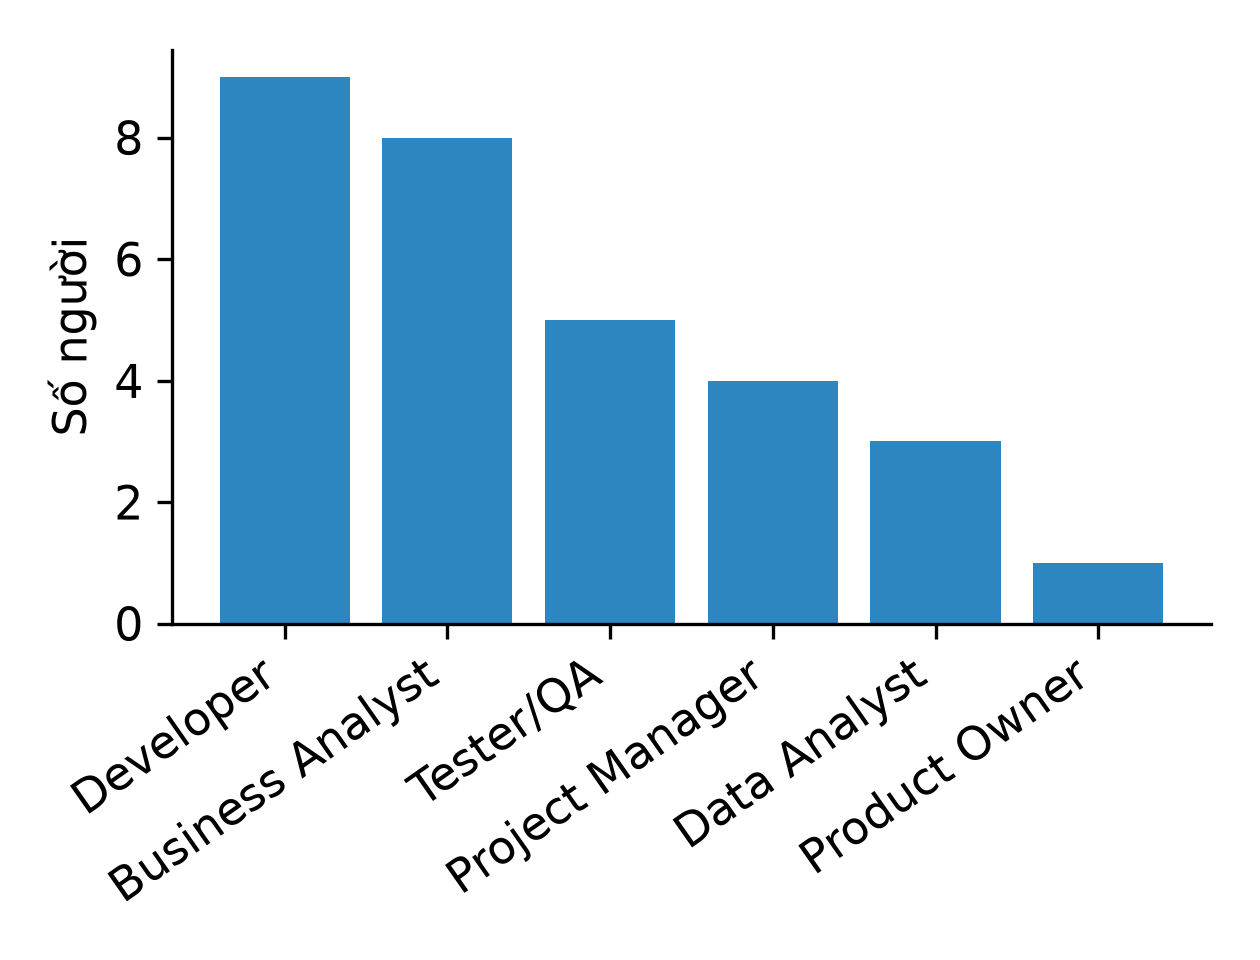 Số người
8
6
4
2
0
Developer
Business Analyst
Tester/QA
Project Manager
Data Analyst
Product Owner